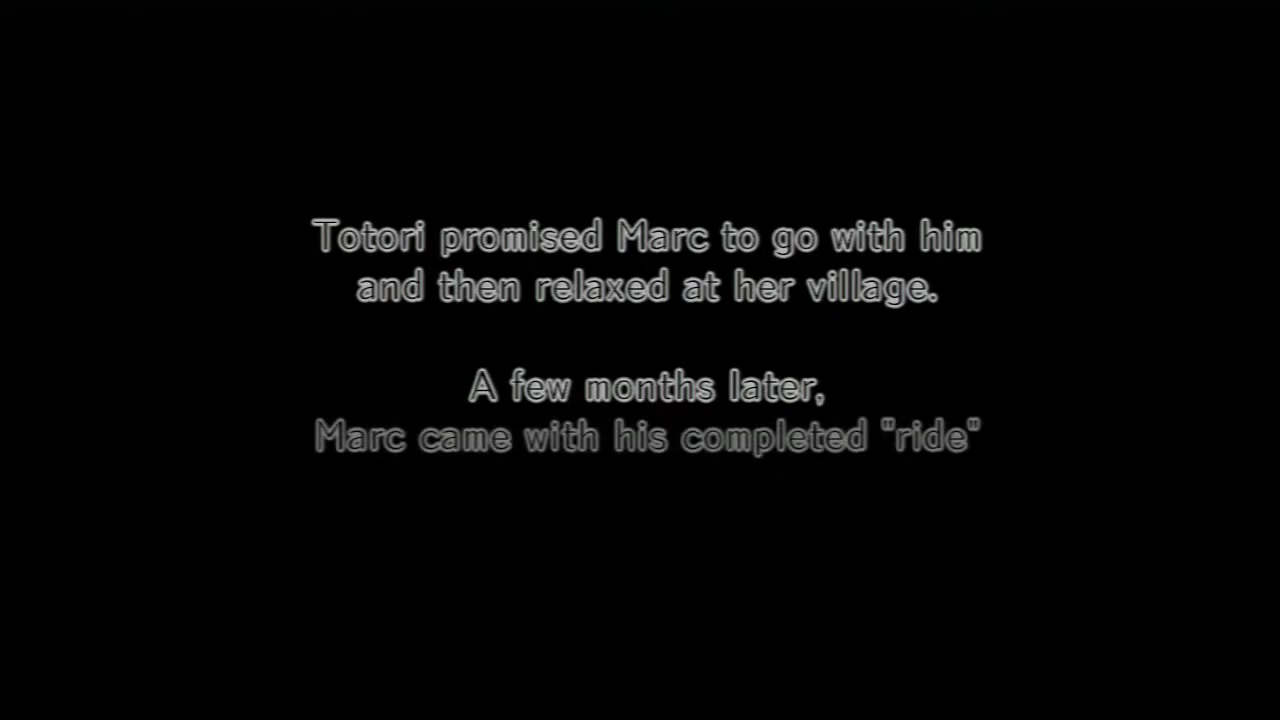 Totori promised Marc to go with him
and then relaxed at her village.
A few months later,
Marc came with his completed "ride"